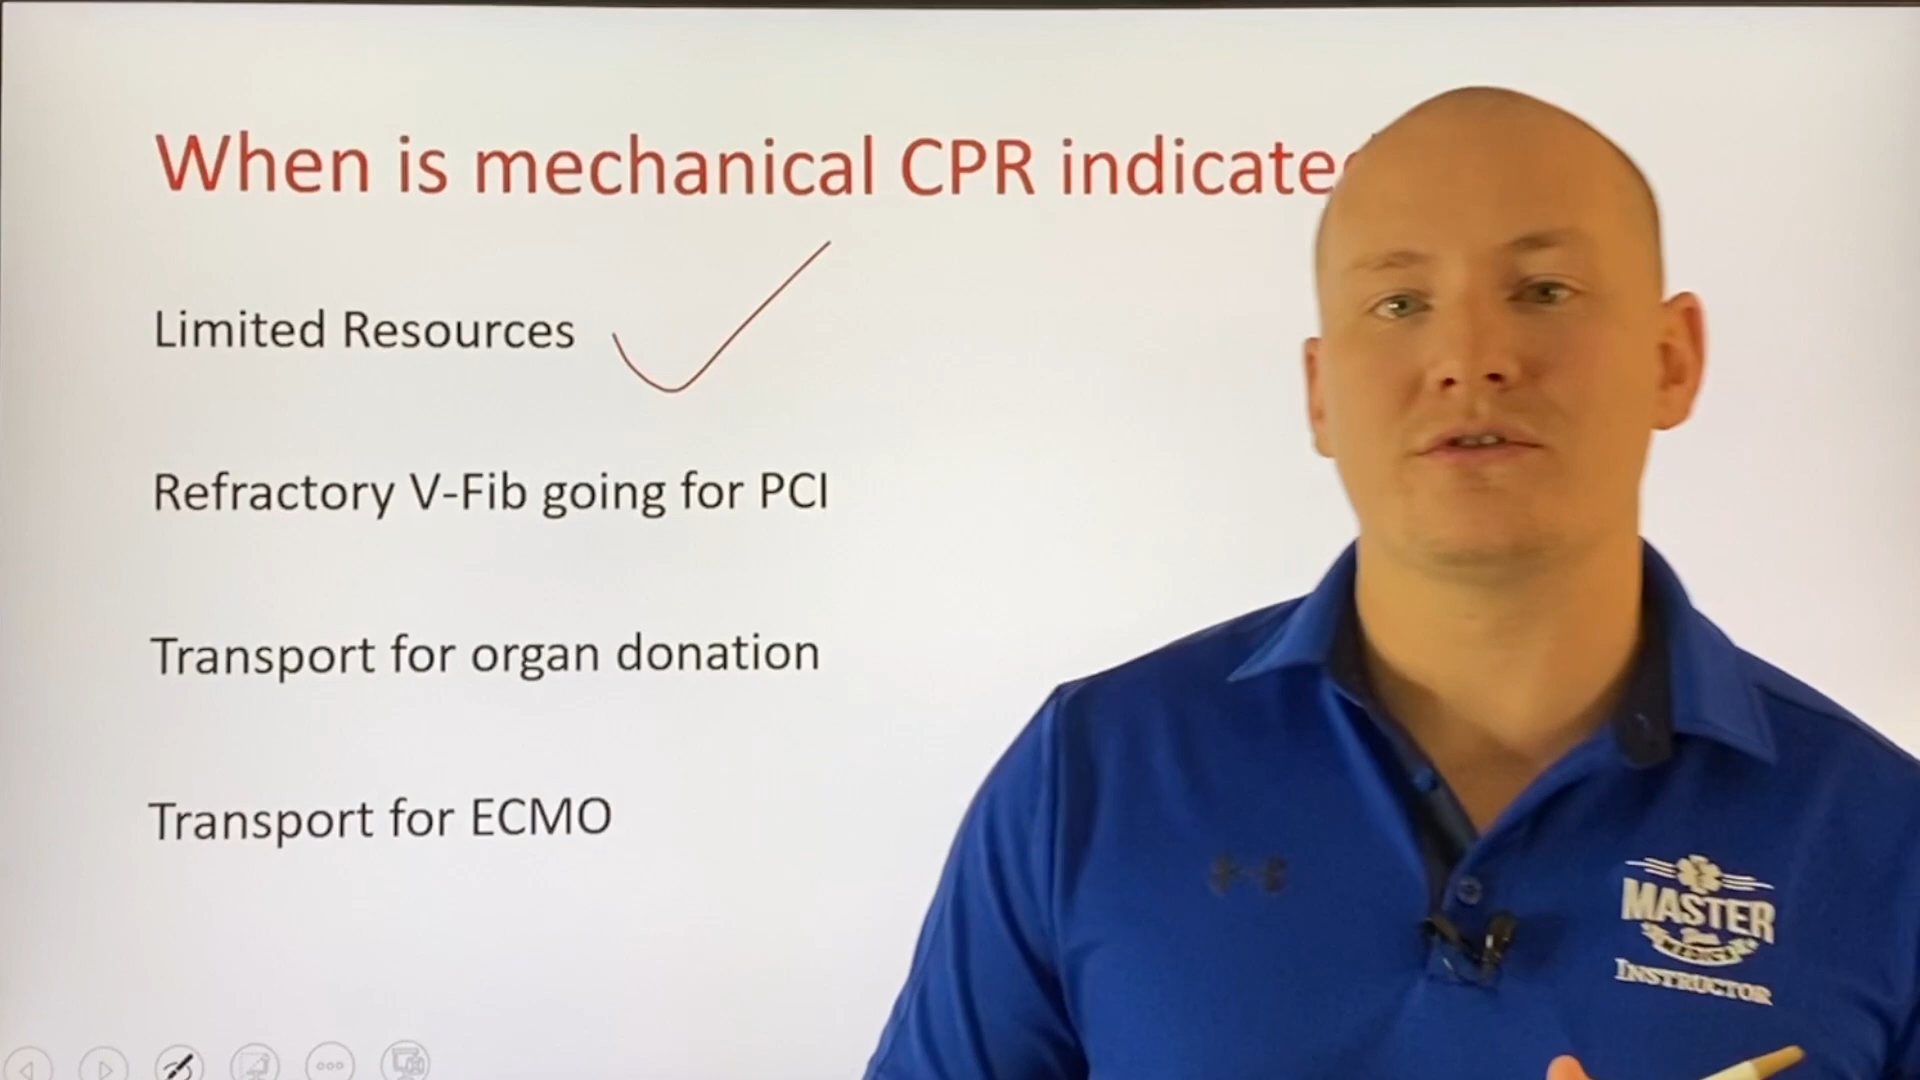 When is mechanical CPR indicated
Limited Resources
Refractory V-Fib going for PCI
Transport for organ donation
Transport for ECMO
MASTER
INSTRUCTOR